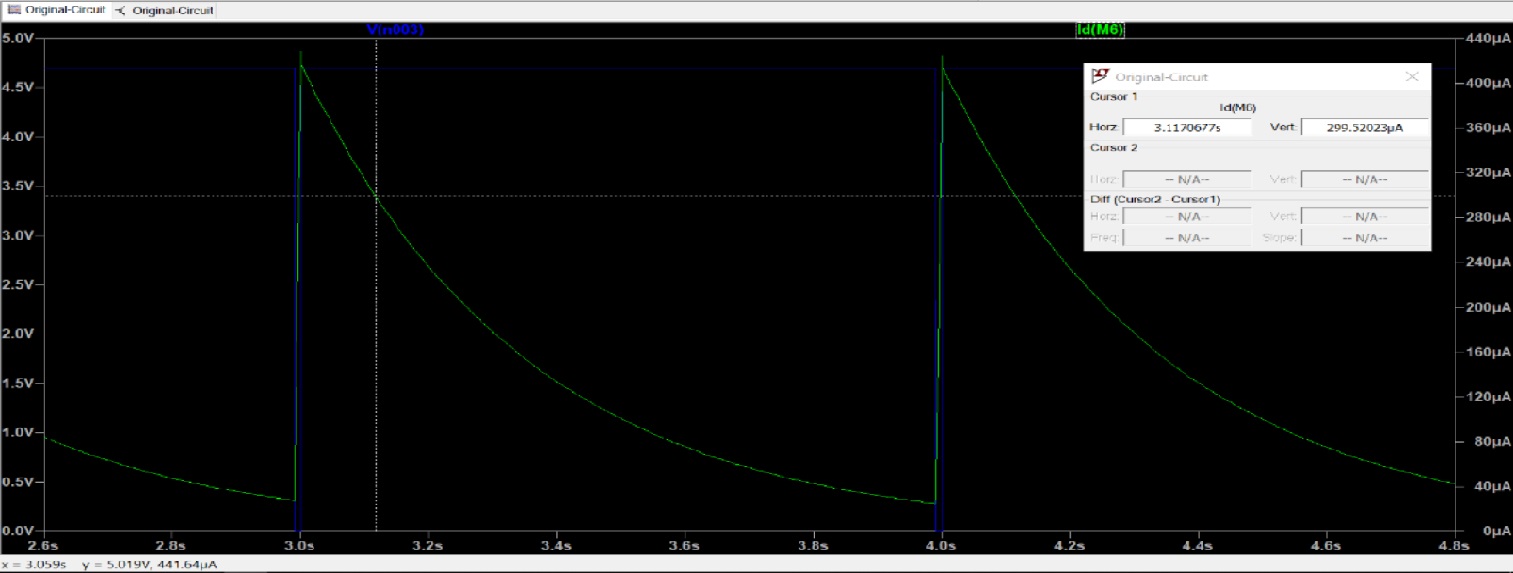 Original-Circuit Original-Circuit
V(n003) Id(M6)
5.0V 440µA
4.5V 400µA
4.0V 360µA
3.5V 320µA
3.0V 280µA
2.5V 240µA
2.0V 200µA
1.5V 160µA
1.0V 120µA
0.5V 80µA
0.0V 40µA
0µA
2.6s 2.8s 3.0s 3.2s 3.4s 3.6s 3.8s 4.0s 4.2s 4.4s 4.6s 4.8s
Original-Circuit
Cursor 1
Id(M6)
Horz: 3.1170677s Vert: 299.52023µA
Cursor 2
Horz: -- N/A-- Vert: -- N/A--
Diff (Cursor2 - Cursor1)
Horz: -- N/A-- Vert: -- N/A--
Freq: -- N/A-- Slope: -- N/A--
x = 3.059s y = 5.019V, 441.64µA